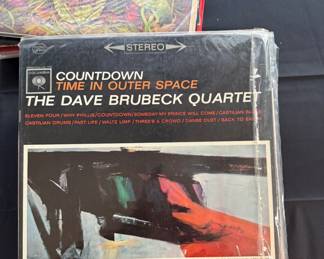 STEREO
COUNTDOWN
TIME IN OUTER SPACE
THE DAVE BRUBECK QUARTET
ELEVEN FOUR / WHY PHILLIS / COUNTDOWN / SOMEDAY MY PRINCE WILL COME / CASTILIAN BLUES
CASTILIAN DRUMS / FAST LIFE / WALTZ LIMP / THREE'S A CROWD / DANSE DUET / BACK TO EARTH